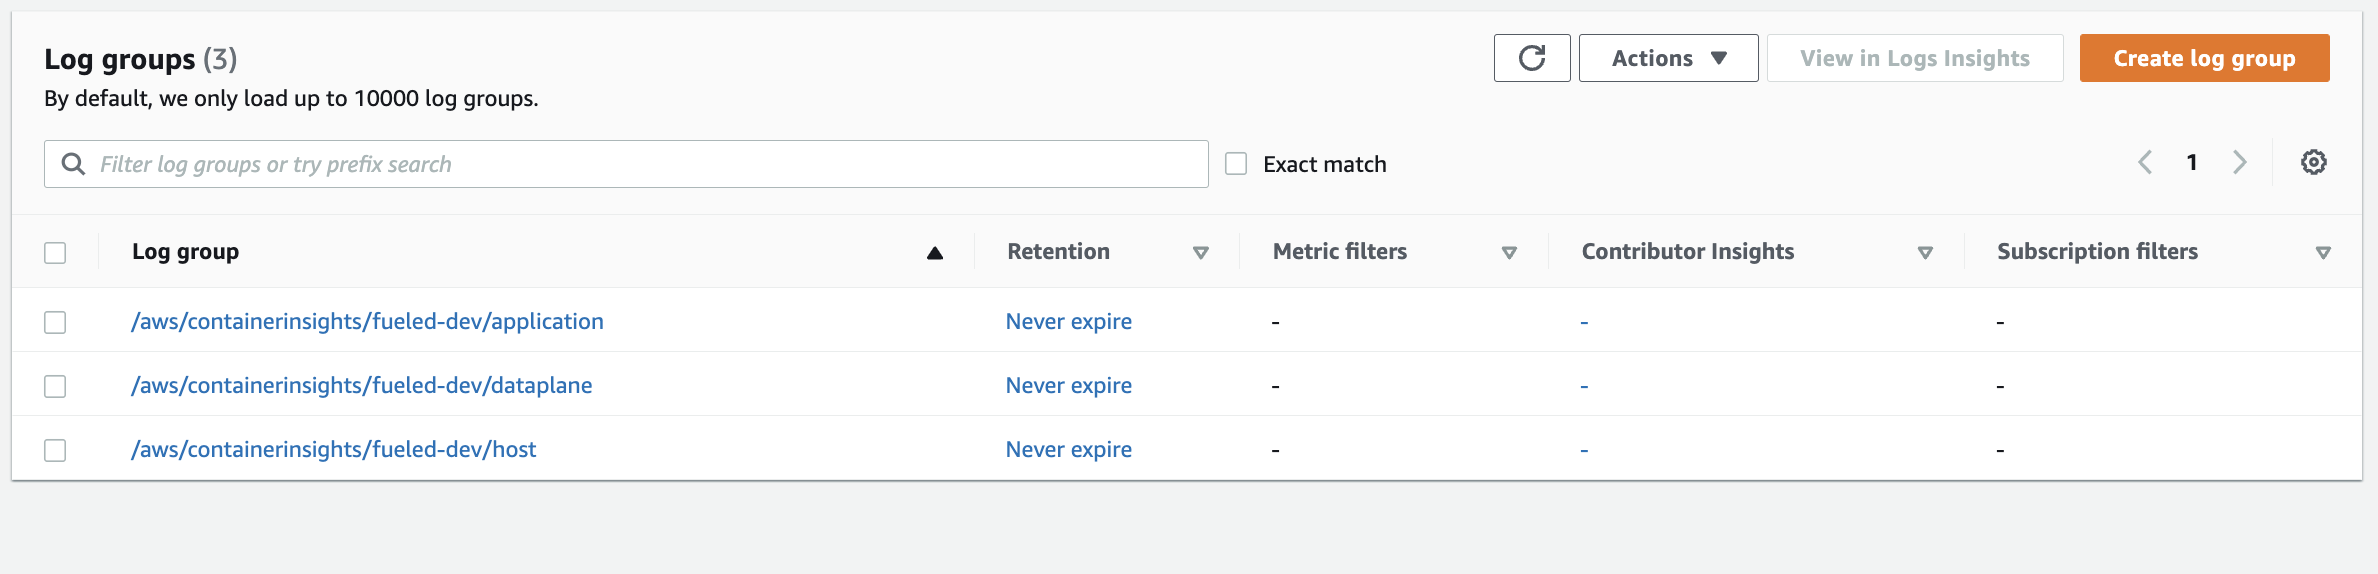 Log groups (3)
By default, we only load up to 10000 log groups.
Actions
View in Logs Insights
Create log group
Filter log groups or try prefix search
Exact match
1
Log group Retention Metric filters Contributor Insights Subscription filters
/aws/containerinsights/fueled-dev/application Never expire - - -
/aws/containerinsights/fueled-dev/dataplane Never expire - - -
/aws/containerinsights/fueled-dev/host Never expire - - -